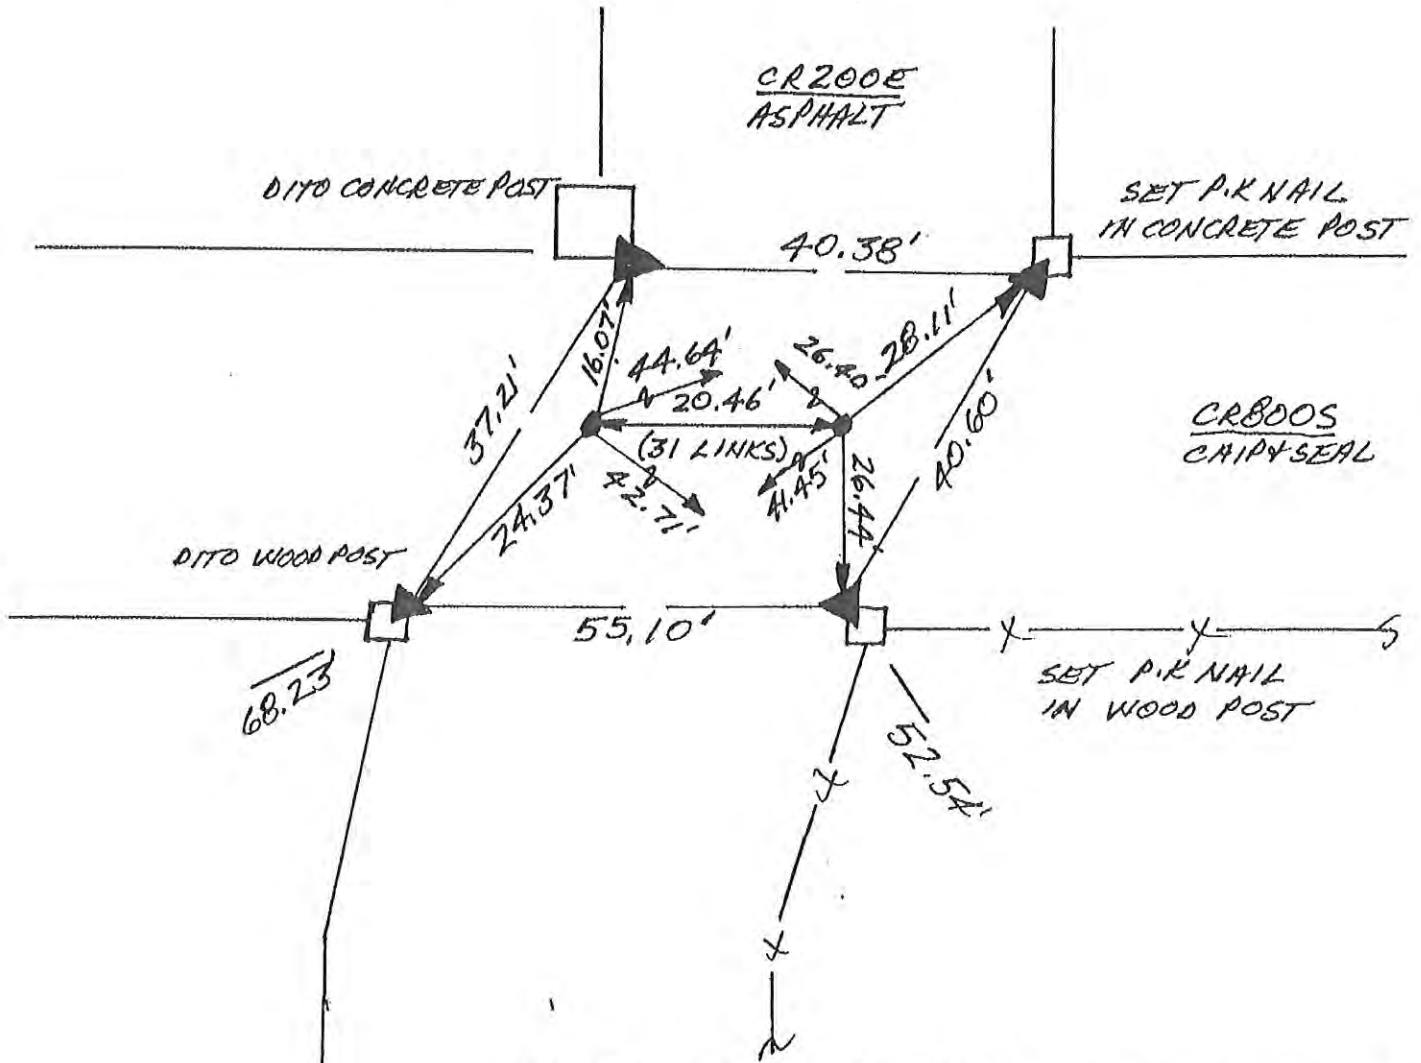 CR200E
ASPHALT
DITO CONCRETE POST
SET P.K NAIL
IN CONCRETE POST
40.38'
16.07'
44.64'
26.40
28.11'
37.21'
20.46'
(31 LINKS)
40.60'
CR800S
CHIP & SEAL
24.37'
42.71'
41.45'
26.44'
DITO WOOD POST
55.10'
68.23
SET P.K NAIL
IN WOOD POST
52.54'